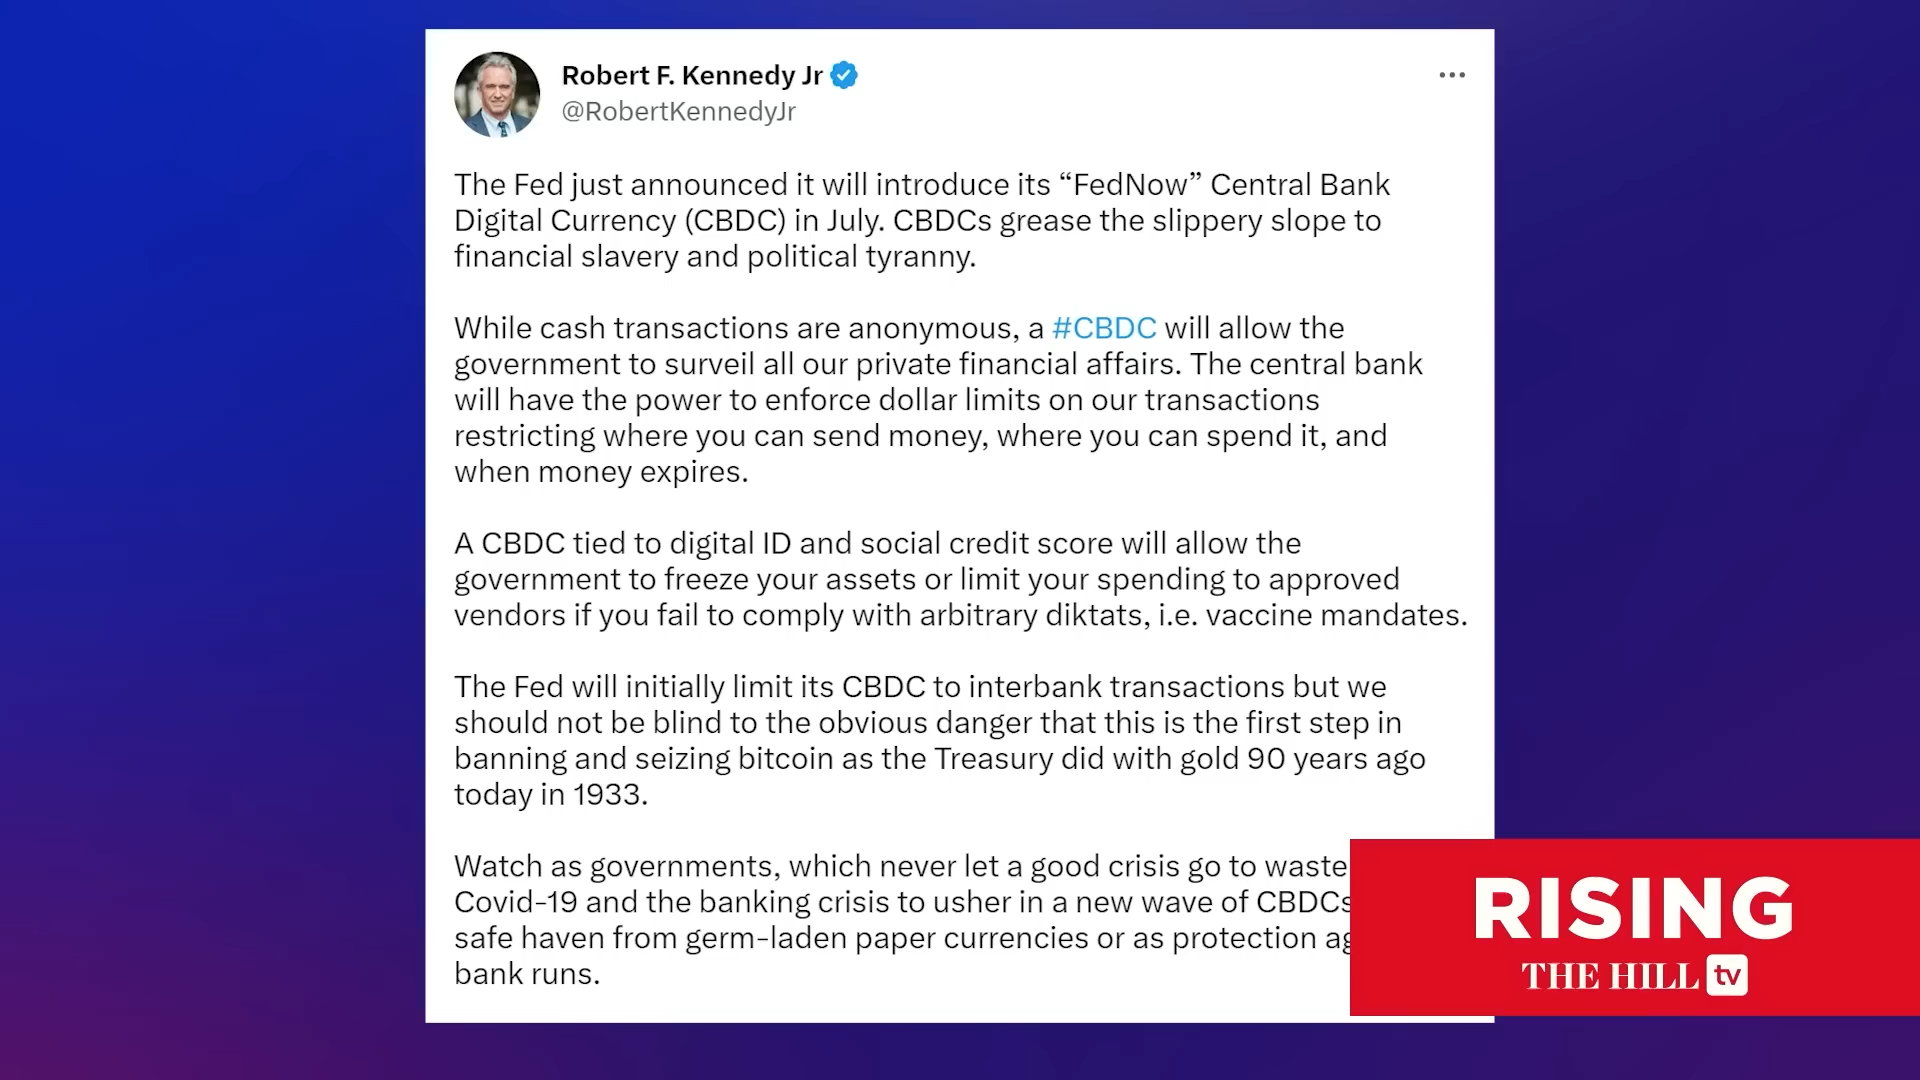 Robert F. Kennedy Jr
@RobertKennedyJr
The Fed just announced it will introduce its “FedNow” Central Bank
Digital Currency (CBDC) in July. CBDCs grease the slippery slope to
financial slavery and political tyranny.
While cash transactions are anonymous, a #CBDC will allow the
government to surveil all our private financial affairs. The central bank
will have the power to enforce dollar limits on our transactions
restricting where you can send money, where you can spend it, and
when money expires.
A CBDC tied to digital ID and social credit score will allow the
government to freeze your assets or limit your spending to approved
vendors if you fail to comply with arbitrary diktats, i.e. vaccine mandates.
The Fed will initially limit its CBDC to interbank transactions but we
should not be blind to the obvious danger that this is the first step in
banning and seizing bitcoin as the Treasury did with gold 90 years ago
today in 1933.
Watch as governments, which never let a good crisis go to waste
Covid-19 and the banking crisis to usher in a new wave of CBDCs
safe haven from germ-laden paper currencies or as protection
bank runs.
RISING
THE HILL tv